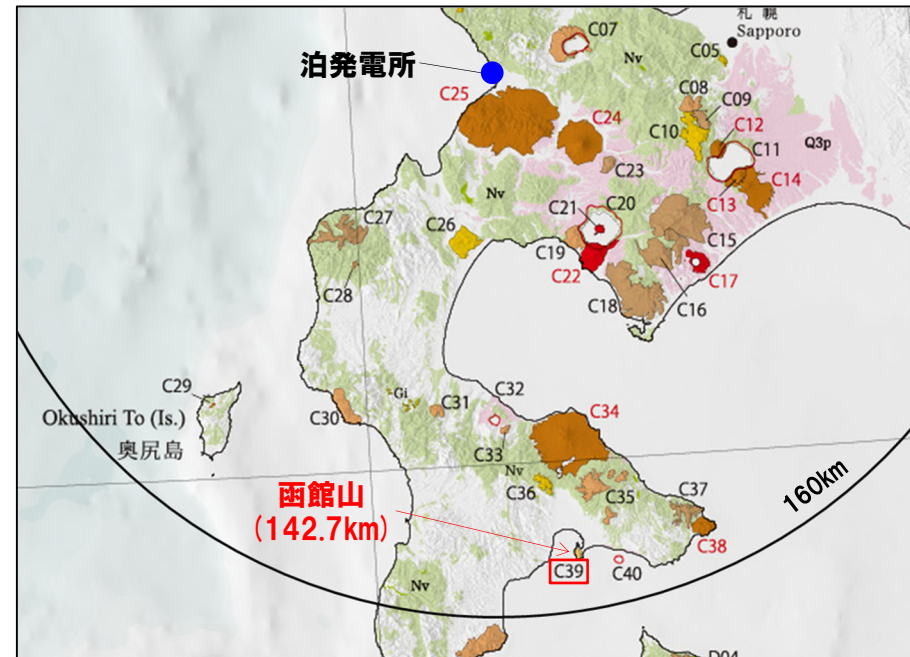 札 幌
Sapporo
C07
Nv
C05
泊発電所
C25
C24
C08
C09
C10
C12
C11
Q3p
C23
C14
C13
Nv
C20
C21
C27
C26
C19
C15
C22
C17
C28
C18
C16
C29
Okushiri To (Is.)
奥尻島
C30
Gi
C31
C32
C34
C33
Nv
C36
C35
C37
160km
函館山
(142.7km)
C38
C39
C40
Nv
D04